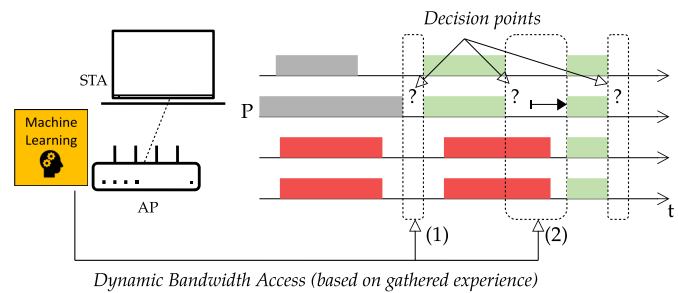 Decision points
STA
Machine
Learning
P
? ? ?
AP
t
(1) (2)
Dynamic Bandwidth Access (based on gathered experience)